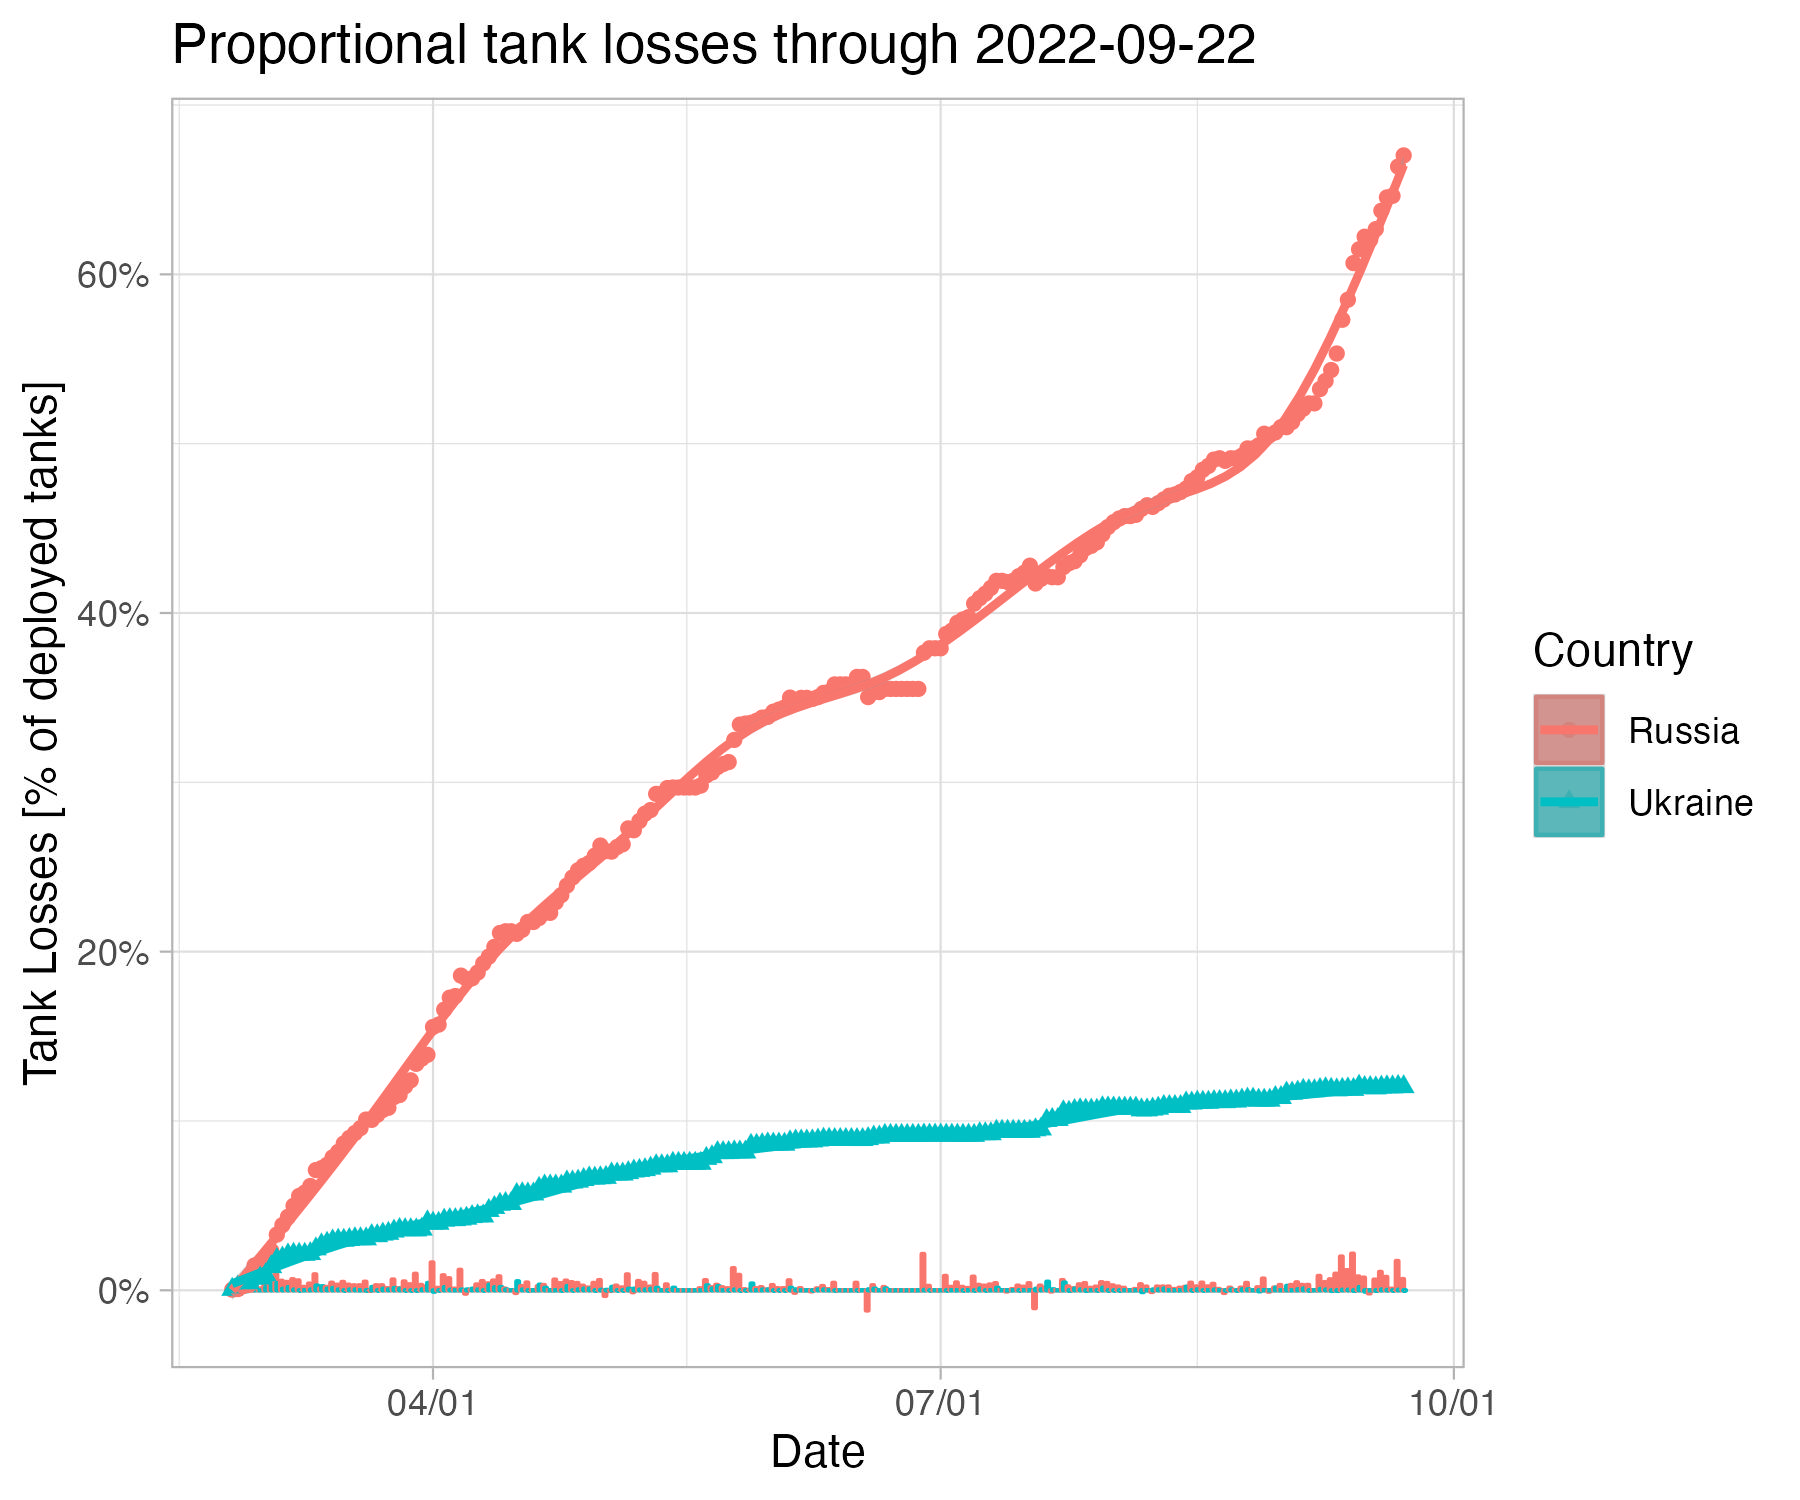 Proportional tank losses through 2022-09-22
Tank Losses [% of deployed tanks]
60%
40%
20%
0%
04/01
07/01
10/01
Date
Country
Russia
Ukraine